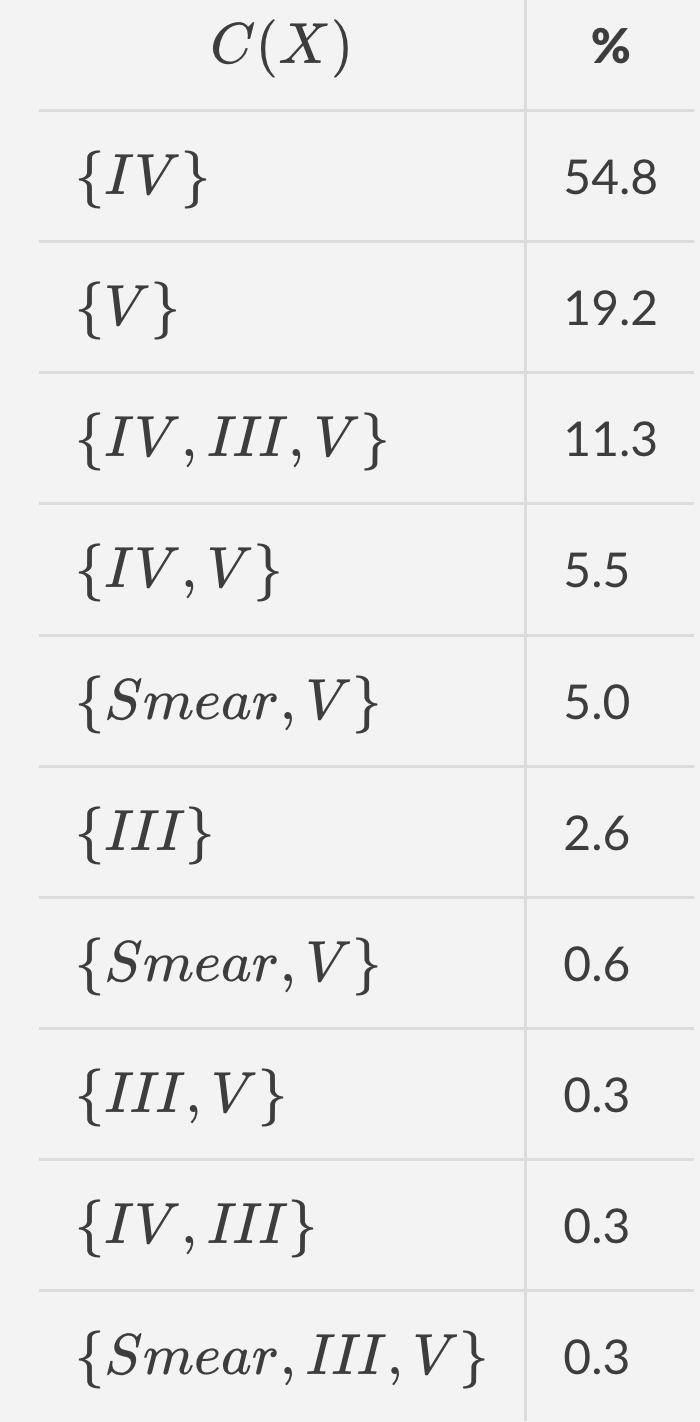 C(X) %
{IV} 54.8
{V} 19.2
{IV, III, V} 11.3
{IV, V} 5.5
{Smear, V} 5.0
{III} 2.6
{Smear, V} 0.6
{III, V} 0.3
{IV, III} 0.3
{Smear, III, V} 0.3